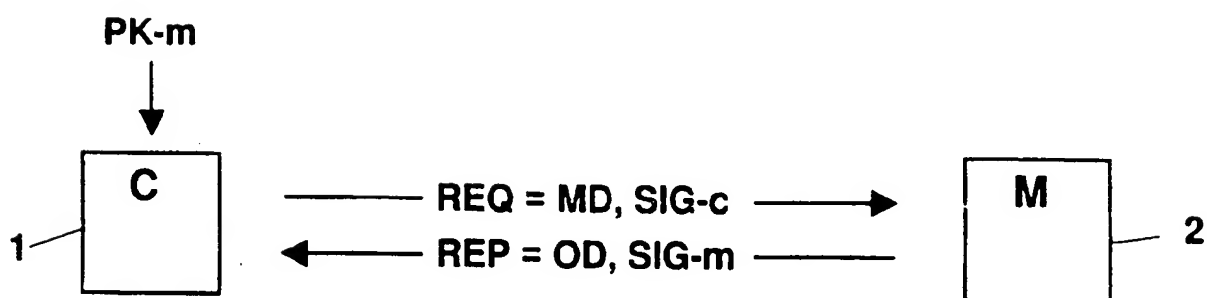 PK-m
C
M
REQ = MD, SIG-c
1
REP = OD, SIG-m
2